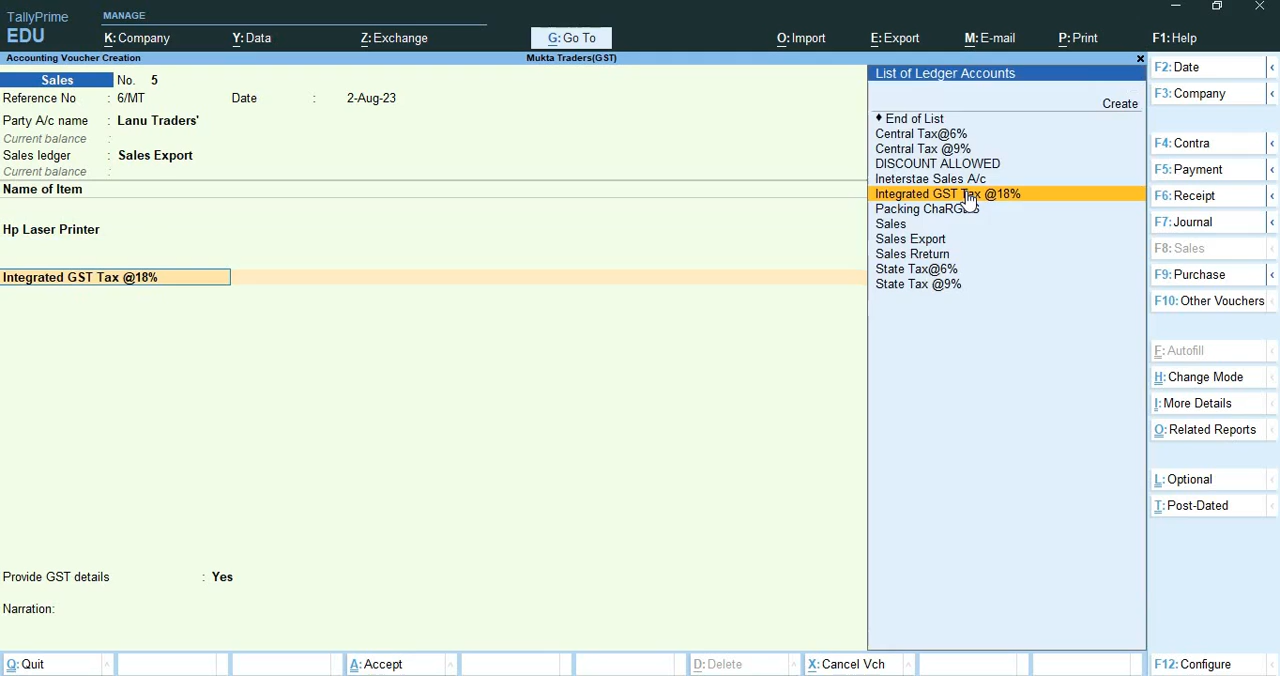 TallyPrime
EDU
MANAGE
K: Company
Y: Data
Z: Exchange
G: Go To
O: Import
E: Export
M: E-mail
P: Print
F1: Help
Accounting Voucher Creation
Mukta Traders(GST)
Sales
No. 5
Reference No : 6/MT
Date : 2-Aug-23
Party A/c name : Lanu Traders'
Current balance :
Sales ledger : Sales Export
Current balance :
Name of Item
Hp Laser Printer
Integrated GST Tax @18%
Provide GST details : Yes
Narration:
List of Ledger Accounts
Create
♦ End of List
Central Tax@6%
Central Tax @9%
DISCOUNT ALLOWED
Ineterstae Sales A/c
Integrated GST Tax @18%
Packing ChaRGES
Sales
Sales Export
Sales Rreturn
State Tax@6%
State Tax @9%
F2: Date
F3: Company
F4: Contra
F5: Payment
F6: Receipt
F7: Journal
F8: Sales
F9: Purchase
F10: Other Vouchers
F: Autofill
H: Change Mode
I: More Details
O: Related Reports
L: Optional
T: Post-Dated
Q: Quit
A: Accept
D: Delete
X: Cancel Vch
F12: Configure